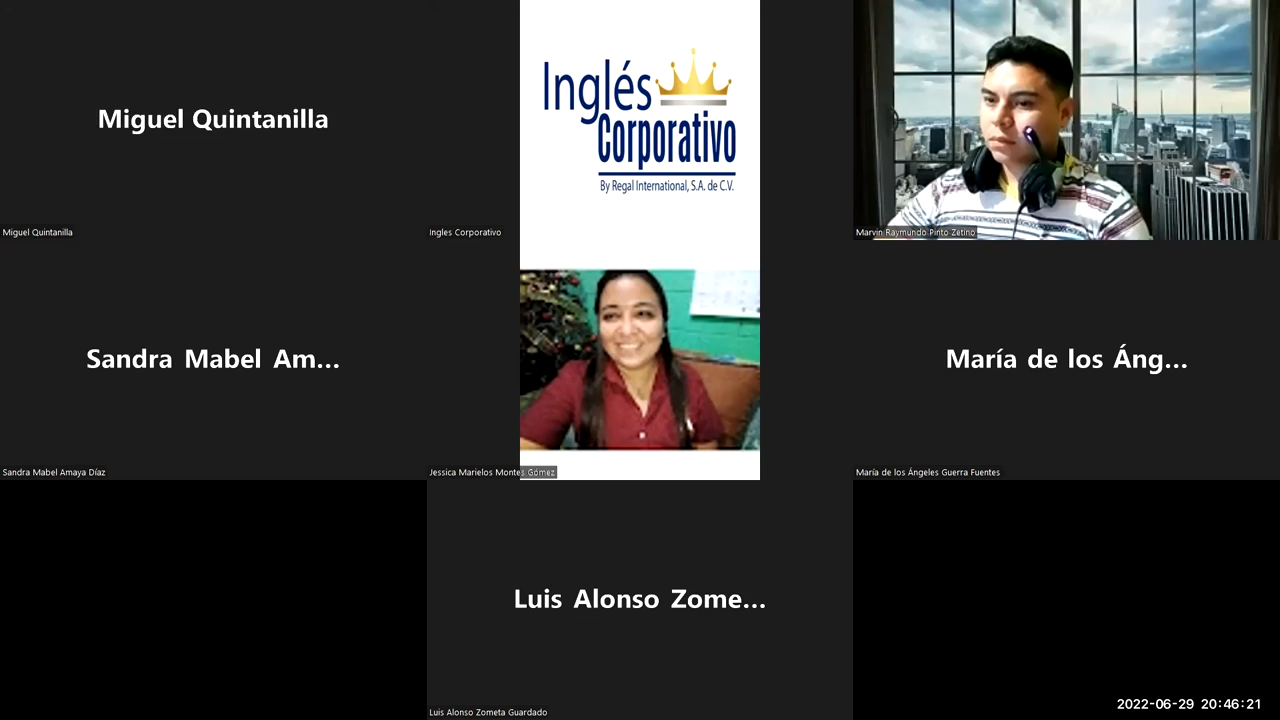 Miguel Quintanilla
Miguel Quintanilla
Inglés
Corporativo
By Regal International, S.A. de C.V.
Ingles Corporativo
Marvin Raymundo Pinto Zetino
Sandra Mabel Am...
Sandra Mabel Amaya Díaz
Jessica Marielos Montes Gómez
María de los Áng...
María de los Ángeles Guerra Fuentes
Luis Alonso Zome...
Luis Alonso Zometa Guardado
2022-06-29 20:46:21